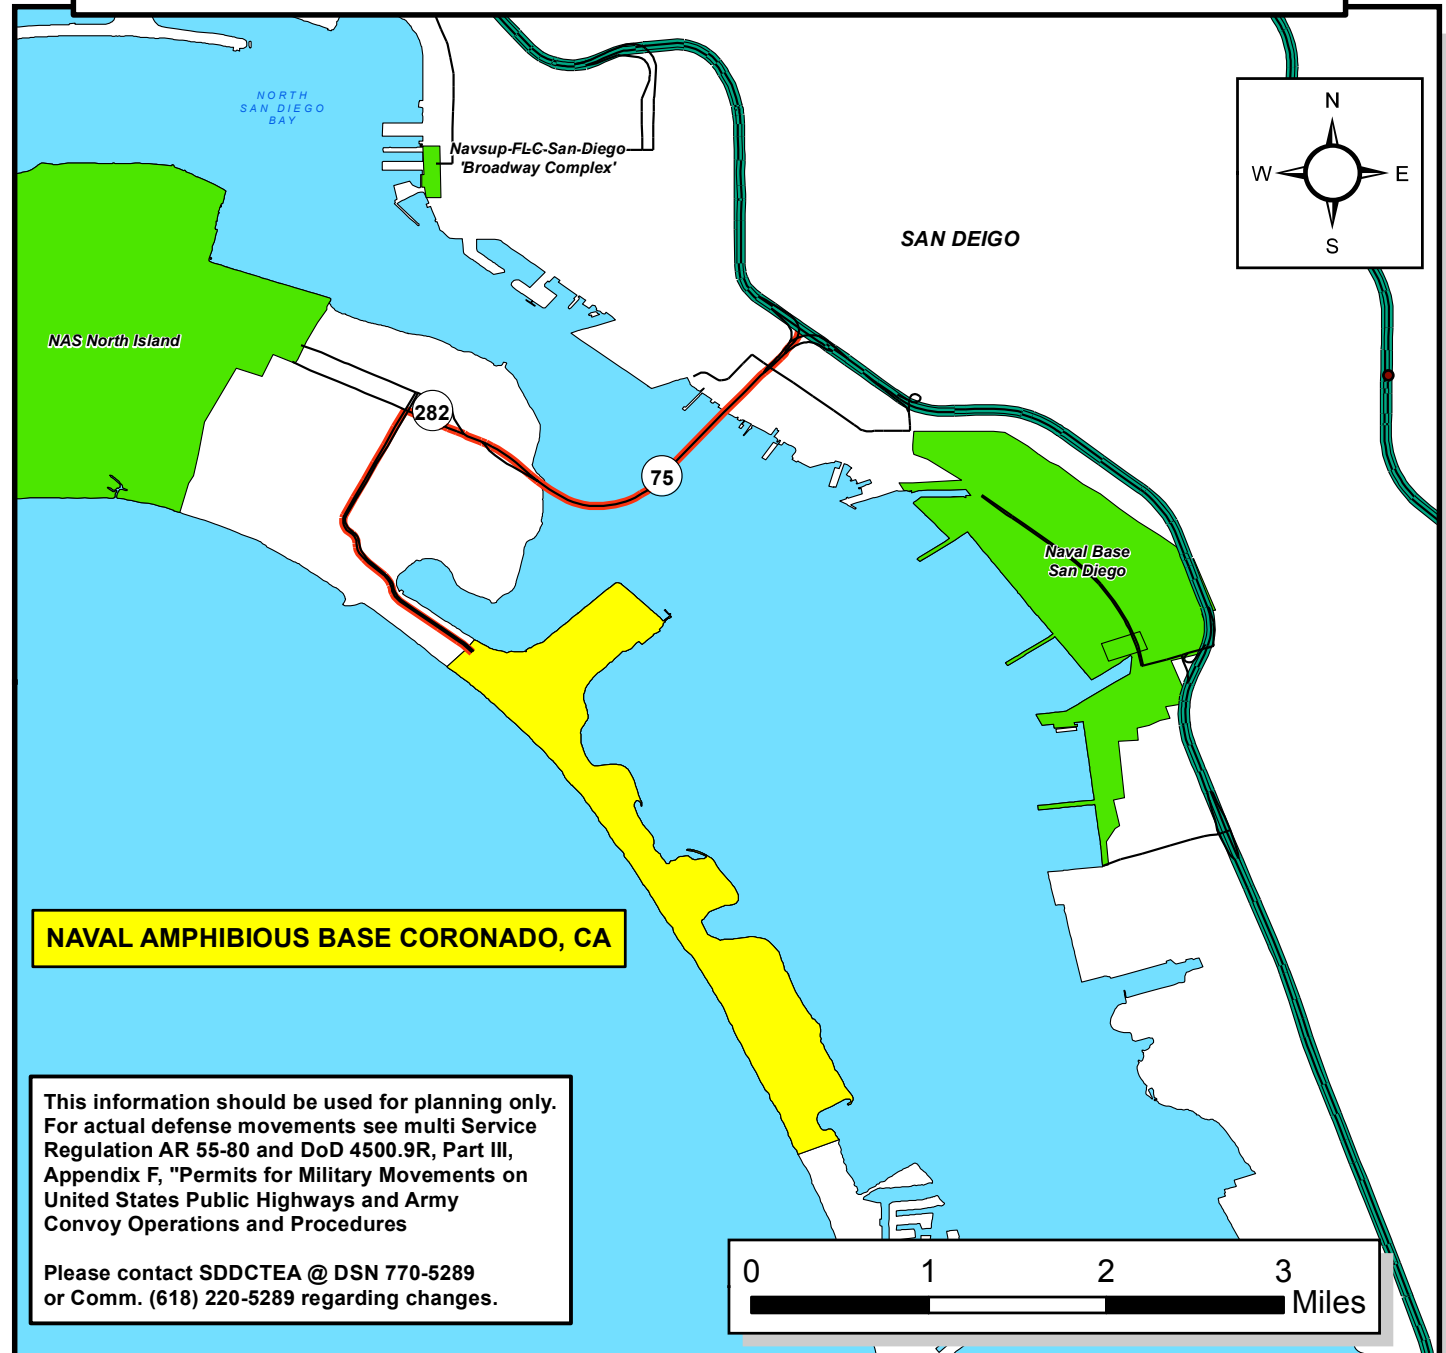 NORTH
SAN DIEGO
BAY
N
W E
S
Navsup-FLC-San-Diego
'Broadway Complex'
SAN DEIGO
NAS North Island
282
75
Naval Base
San Diego
NAVAL AMPHIBIOUS BASE CORONADO, CA
This information should be used for planning only.
For actual defense movements see multi Service
Regulation AR 55-80 and DoD 4500.9R, Part III,
Appendix F, "Permits for Military Movements on
United States Public Highways and Army
Convoy Operations and Procedures
Please contact SDDCTEA @ DSN 770-5289
or Comm. (618) 220-5289 regarding changes.
0 1 2 3
Miles